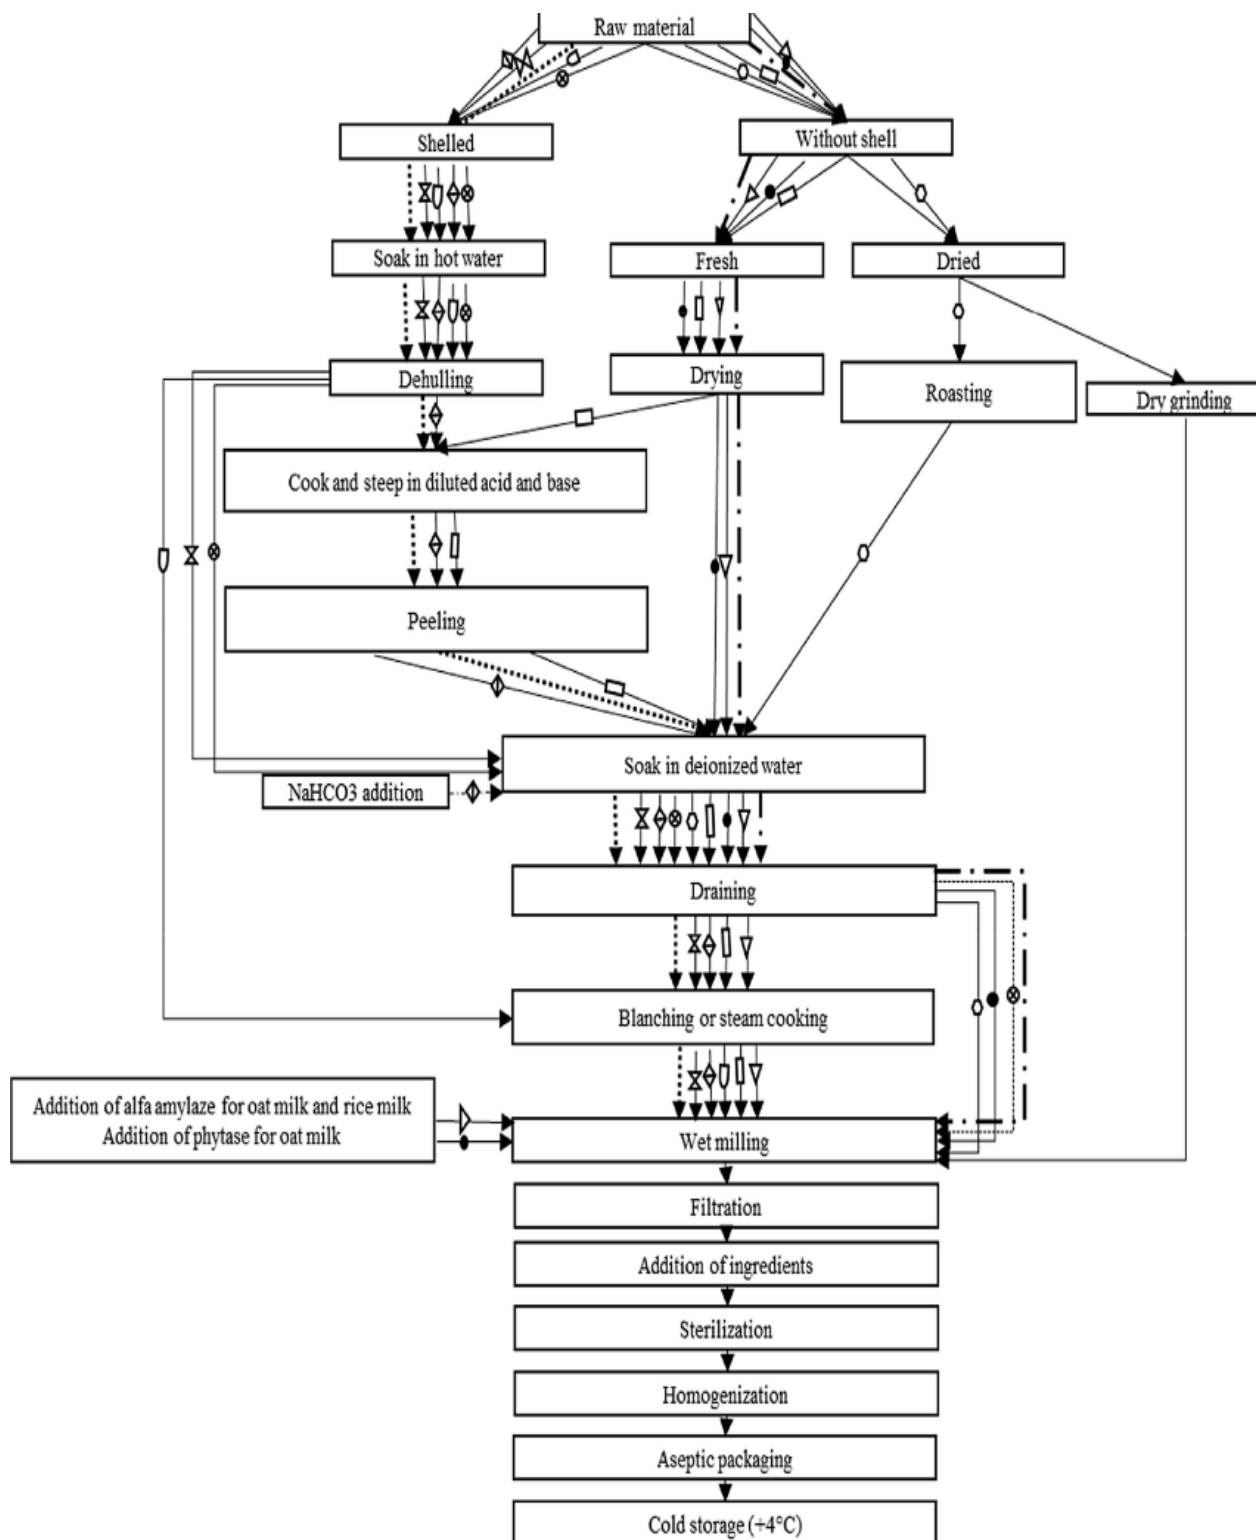 Raw material
Shelled
Without shell
Soak in hot water
Fresh
Dried
Dehulling
Drying
Roasting
Dry grinding
Cook and steep in diluted acid and base
Peeling
Soak in deionized water
NaHCO3 addition
Draining
Blanching or steam cooking
Addition of alfa amylaze for oat milk and rice milk
Addition of phytase for oat milk
Wet milling
Filtration
Addition of ingredients
Sterilization
Homogenization
Aseptic packaging
Cold storage (+4°C)